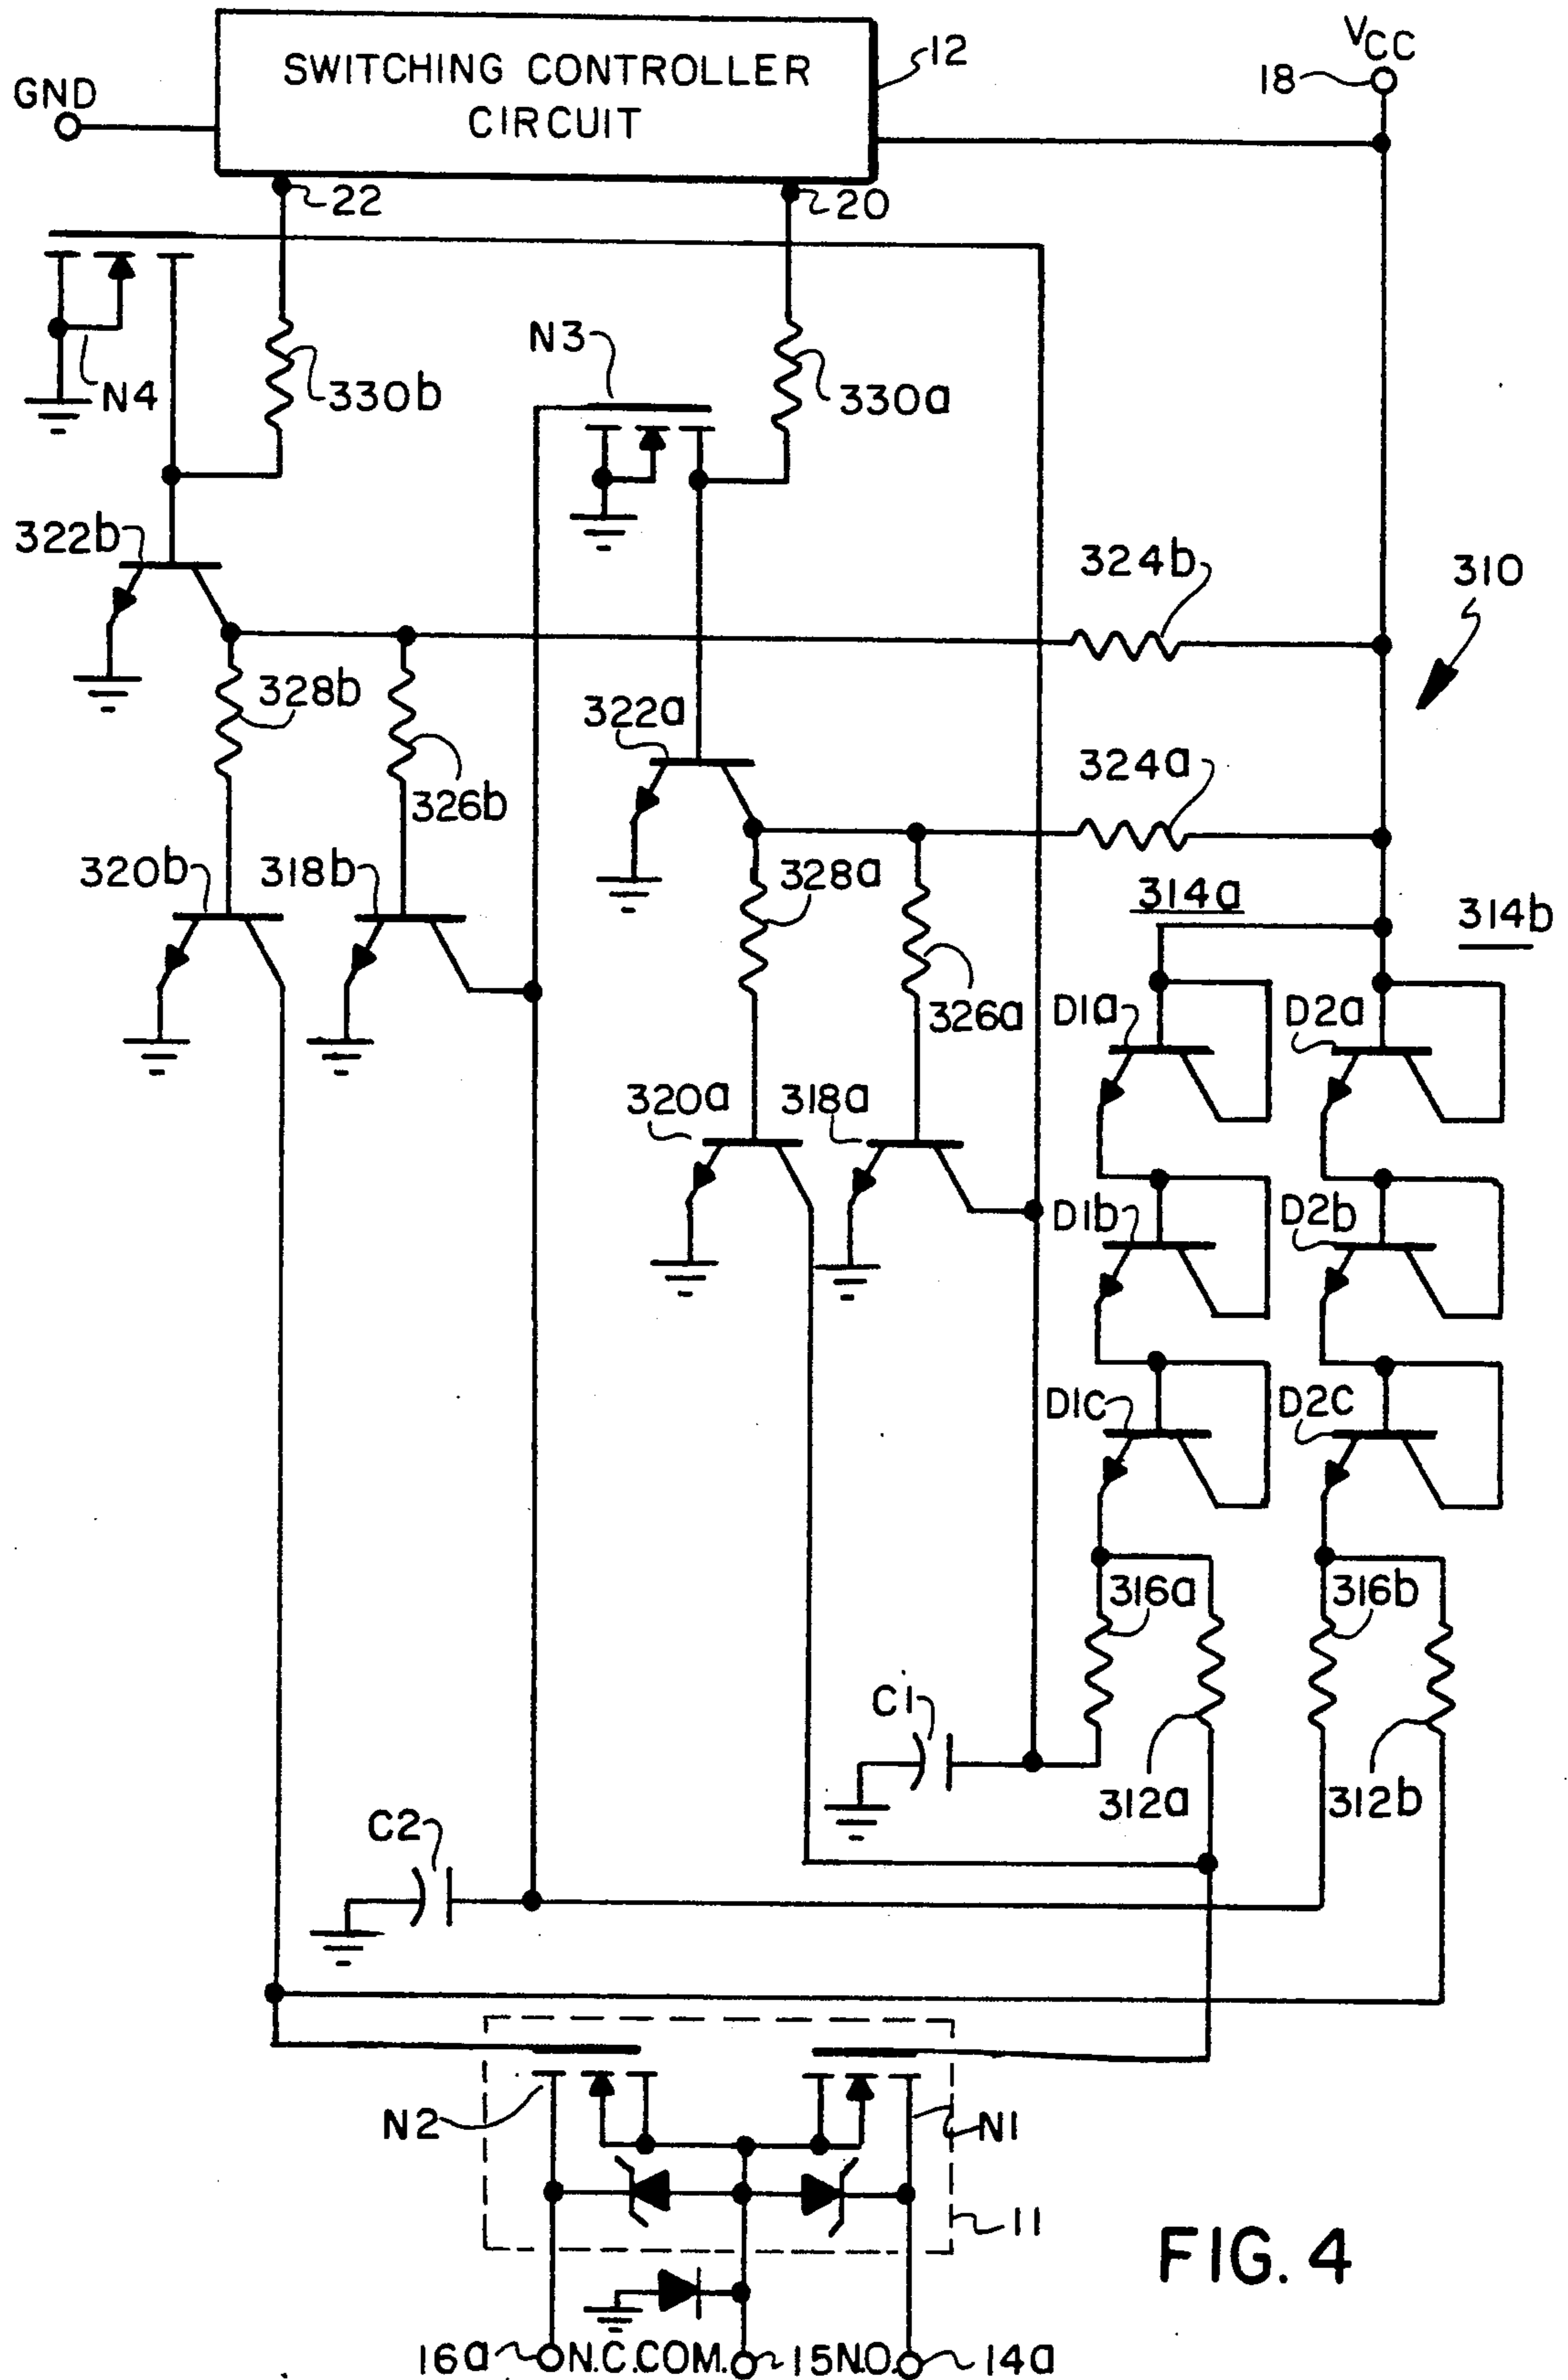 SWITCHING CONTROLLER
CIRCUIT
12
VCC
18
GND
22
20
N4
330b
N3
330a
322b
324b
310
328b
322a
326b
324a
320b
318b
328a
314a
314b
326a
D1a
D2a
320a
318a
D1b
D2b
D1c
D2C
316a
316b
C1
312a
312b
C2
N2
N1
11
FIG. 4
16a N.C. COM. 15 N.O. 14a